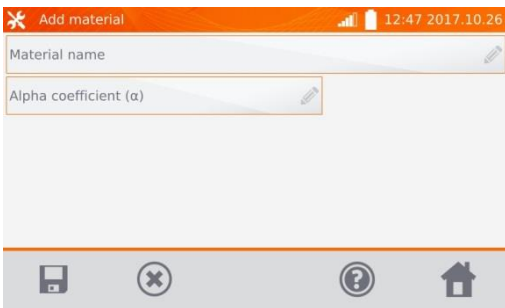 Add material 12:47 2017.10.26
Material name
Alpha coefficient (α)